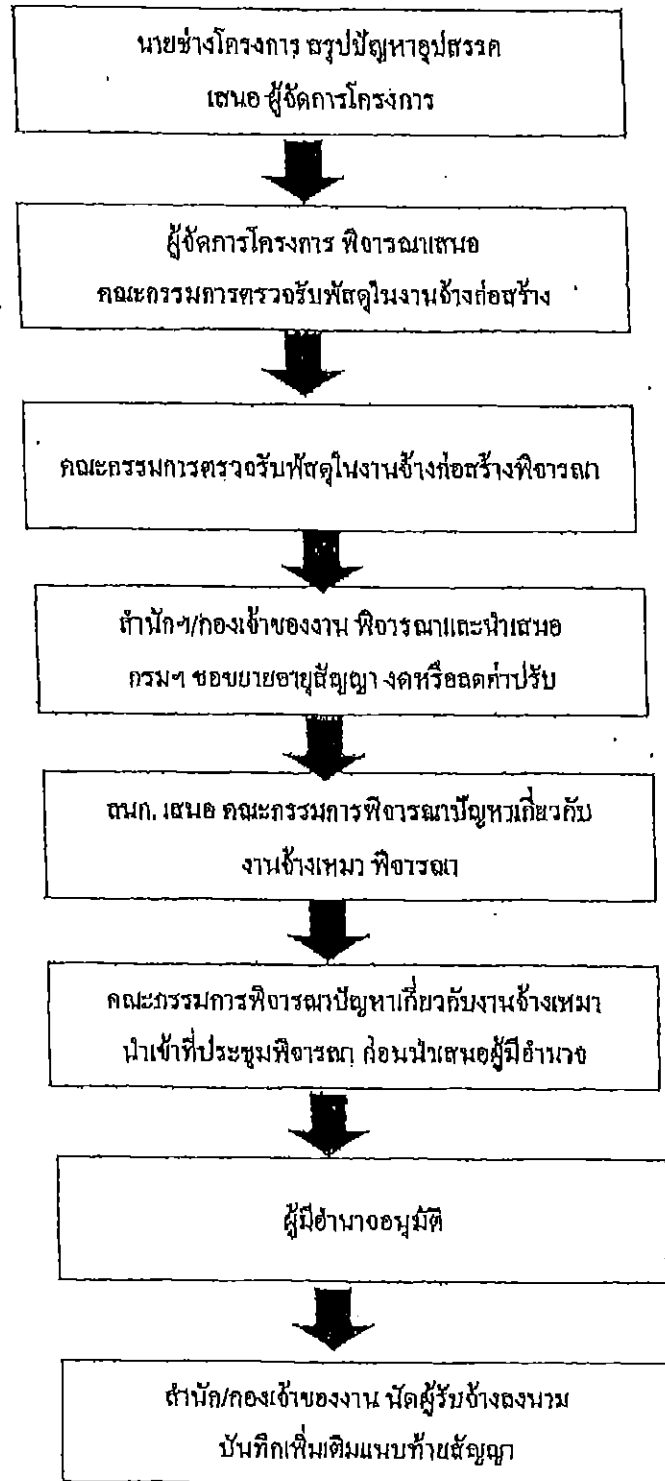 นายช่างโครงการ สรุปปัญหาอุปสรรค
เสนอ ผู้จัดการโครงการ
ผู้จัดการโครงการ พิจารณาเสนอ
คณะกรรมการตรวจรับพัสดุในงานจ้างก่อสร้าง
คณะกรรมการตรวจรับพัสดุในงานจ้างก่อสร้างพิจารณา
สำนักฯ/กองเจ้าของงาน พิจารณาและนำเสนอ
กรมฯ ขอขยายอายุสัญญา งดหรือลดค่าปรับ
สนก. เสนอ คณะกรรมการพิจารณาปัญหาเกี่ยวกับ
งานจ้างเหมา พิจารณา
คณะกรรมการพิจารณาปัญหาเกี่ยวกับงานจ้างเหมา
นำเข้าที่ประชุมพิจารณา ก่อนนำเสนอผู้มีอำนวจ
ผู้มีอำนาจอนุมัติ
สำนัก/กองเจ้าของงาน นัดผู้รับจ้างลงนาม
บันทึกเพิ่มเติมแนบท้ายสัญญา